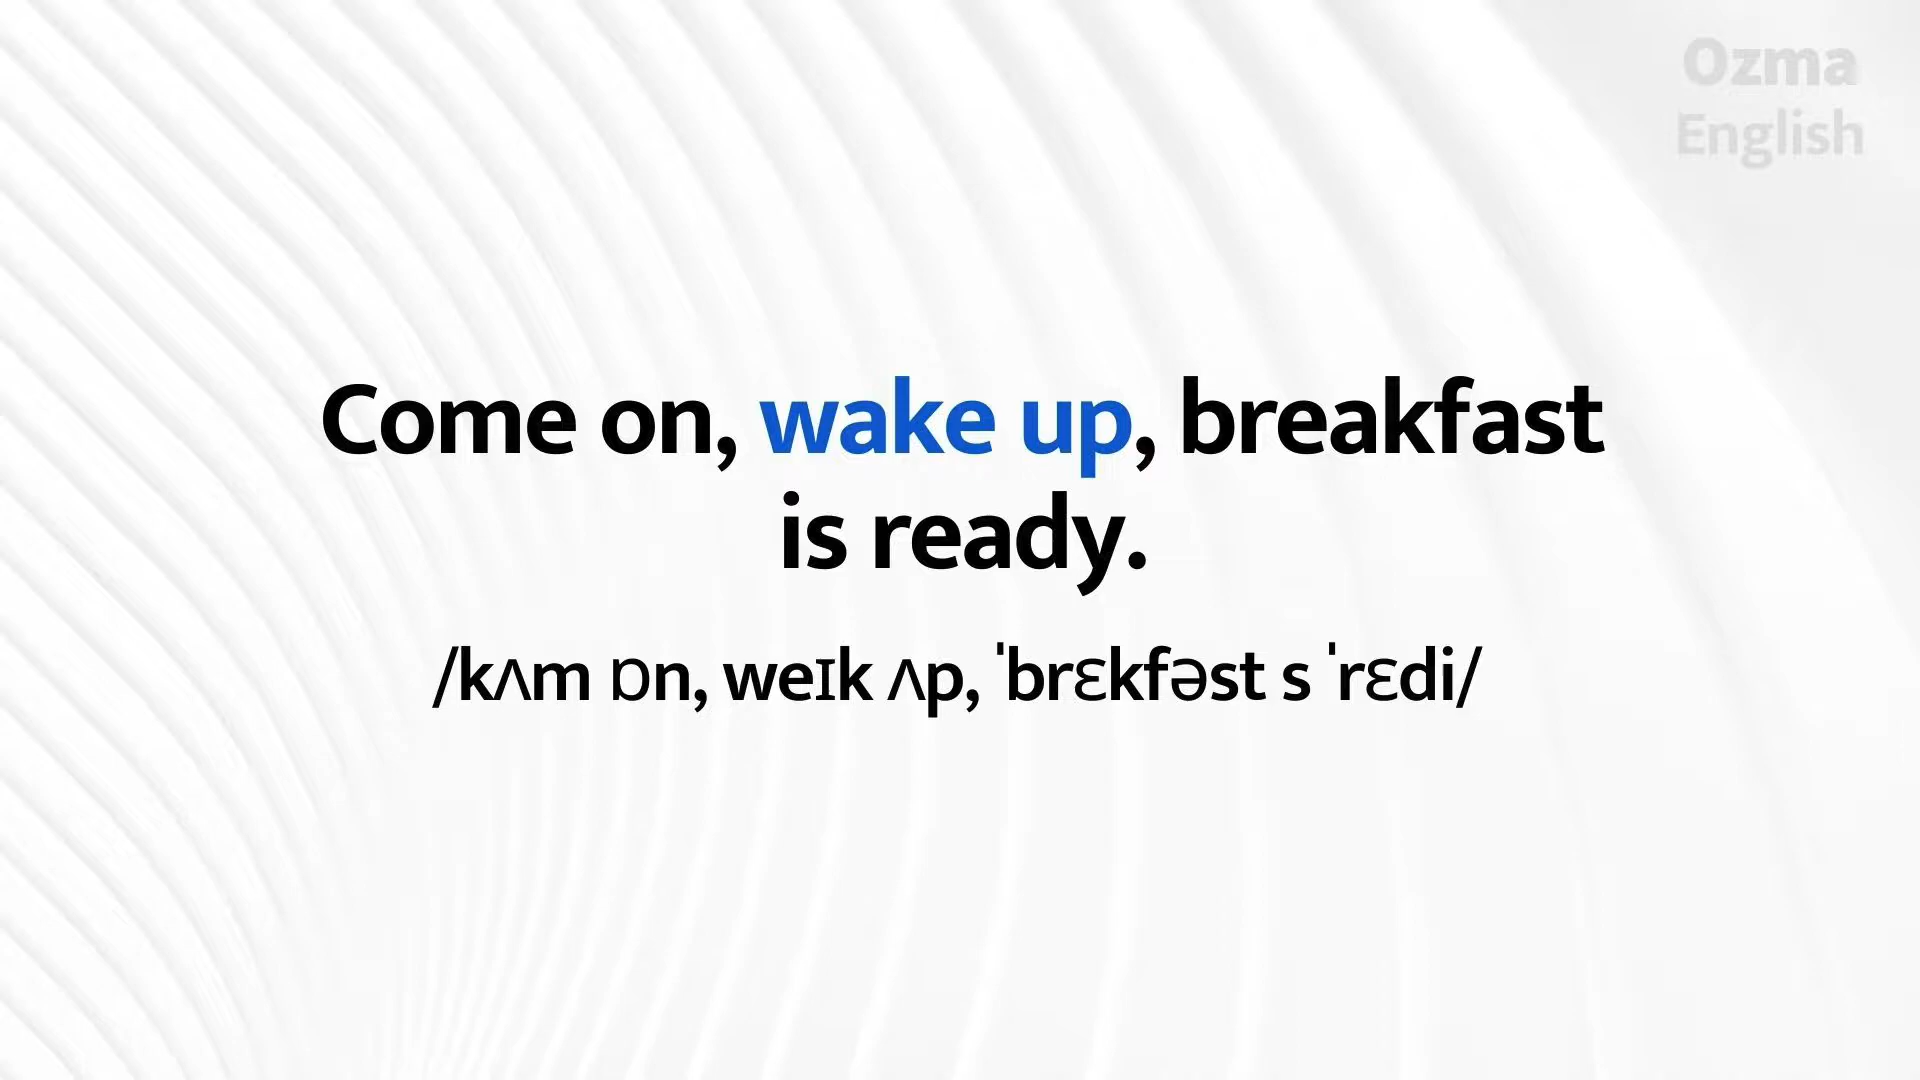 Ozma
English
Come on, wake up, breakfast
is ready.
/kʌm ɒn, weɪk ʌp, ˈbrɛkfəst s ˈrɛdi/